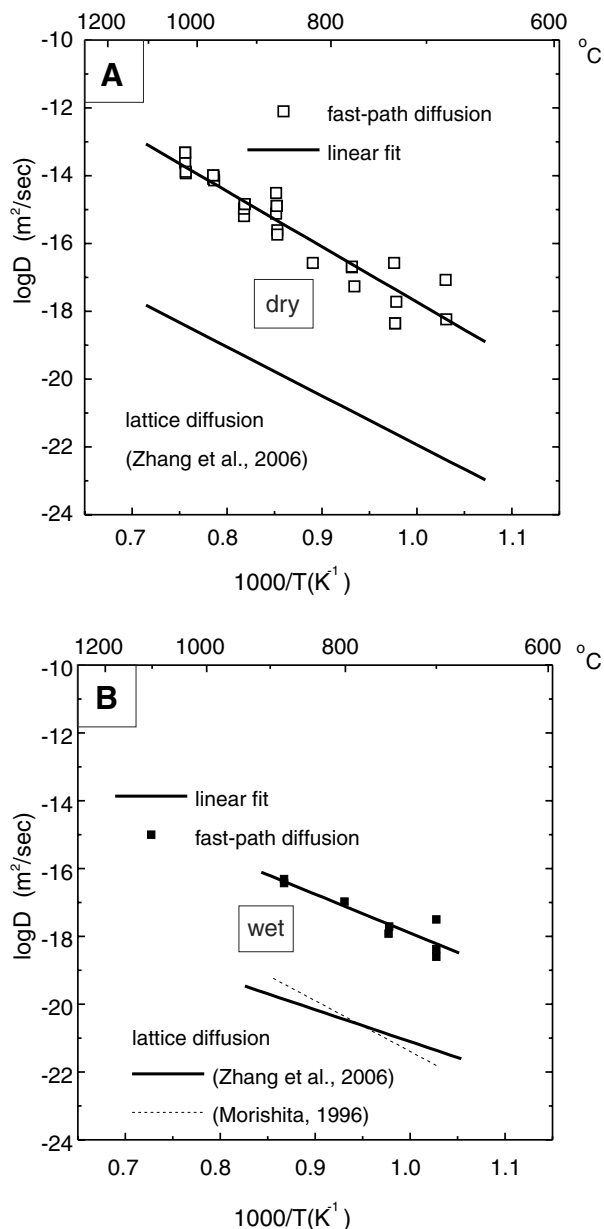 1200 1000 800 600
°C
-10
A
-12
fast-path diffusion
linear fit
-14
logD (m²/sec)
-16
dry
-18
-20
lattice diffusion
(Zhang et al., 2006)
-22
-24
0.7 0.8 0.9 1.0 1.1
1000/T(K⁻¹)
1200 1000 800 600
°C
-10
B
-12
linear fit
-14
fast-path diffusion
logD (m²/sec)
-16
wet
-18
-20
lattice diffusion
(Zhang et al., 2006)
-22
(Morishita, 1996)
-24
0.7 0.8 0.9 1.0 1.1
1000/T(K⁻¹)